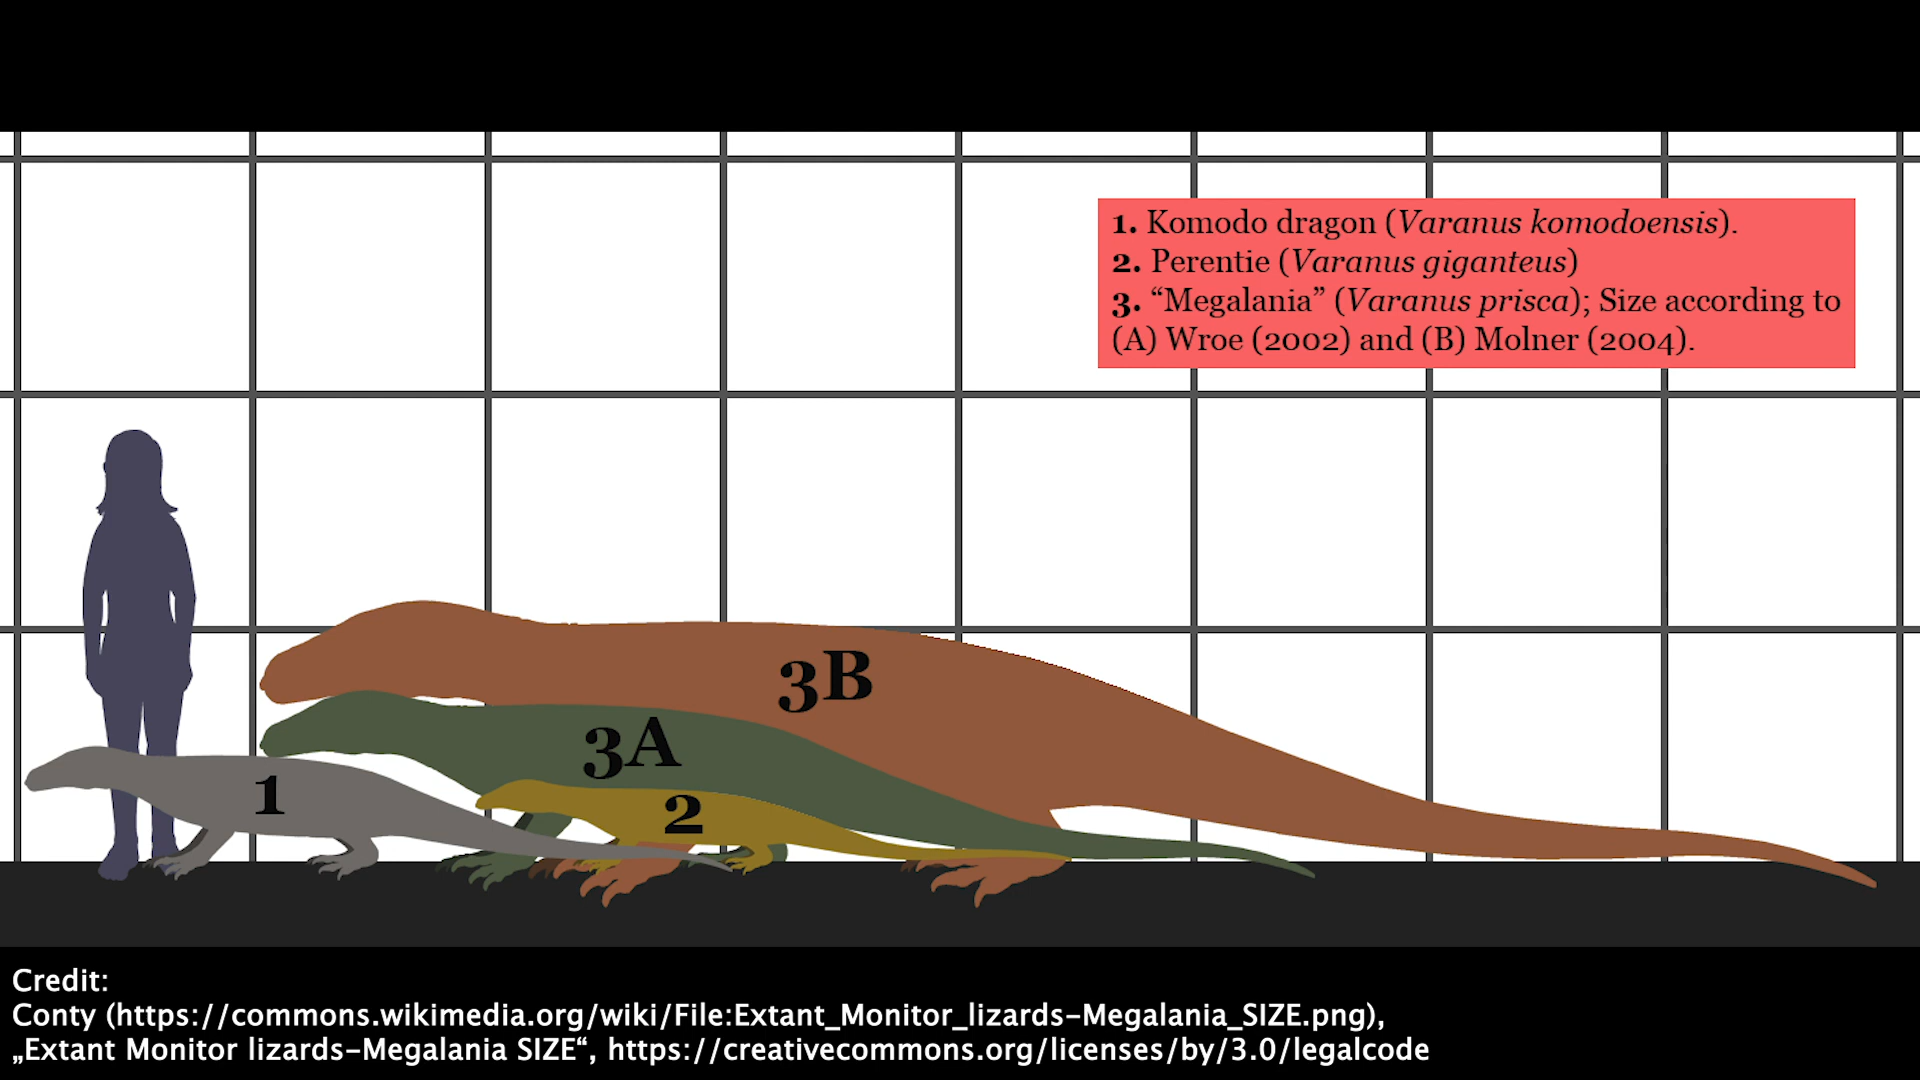 1. Komodo dragon (Varanus komodoensis).
2. Perentie (Varanus giganteus)
3. “Megalania” (Varanus prisca); Size according to
(A) Wroe (2002) and (B) Molner (2004).
3B
3A
1
2
Credit:
Conty (https://commons.wikimedia.org/wiki/File:Extant_Monitor_lizards-Megalania_SIZE.png),
„Extant Monitor lizards-Megalania SIZE“, https://creativecommons.org/licenses/by/3.0/legalcode